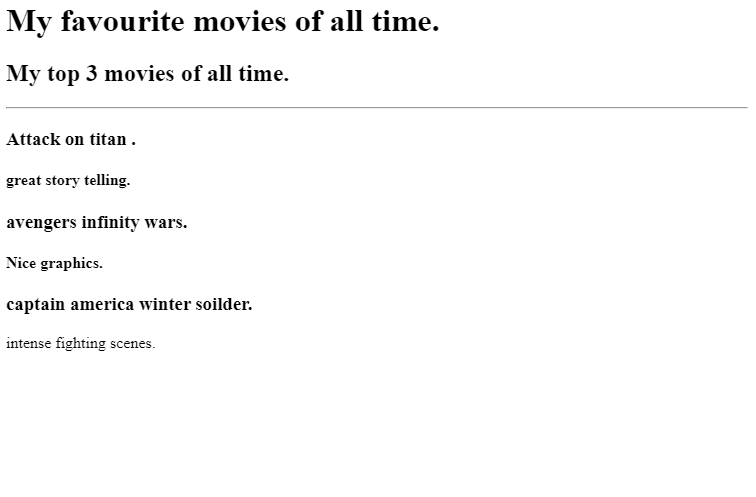 My favourite movies of all time.
My top 3 movies of all time.
Attack on titan .
great story telling.
avengers infinity wars.
Nice graphics.
captain america winter soilder.
intense fighting scenes.